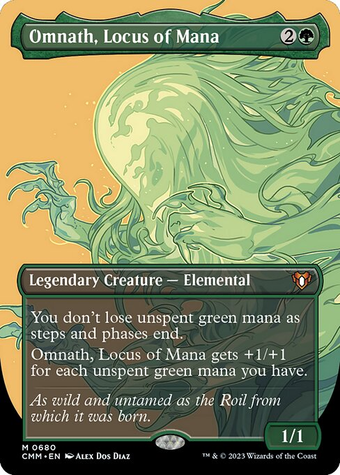 Omnath, Locus of Mana 2
Legendary Creature — Elemental
You don't lose unspent green mana as
steps and phases end.
Omnath, Locus of Mana gets +1/+1
for each unspent green mana you have.
As wild and untamed as the Roil from
which it was born.
1/1
M 0680
CMM • EN ALEX DOS DIAZ
™ & © 2023 Wizards of the Coast